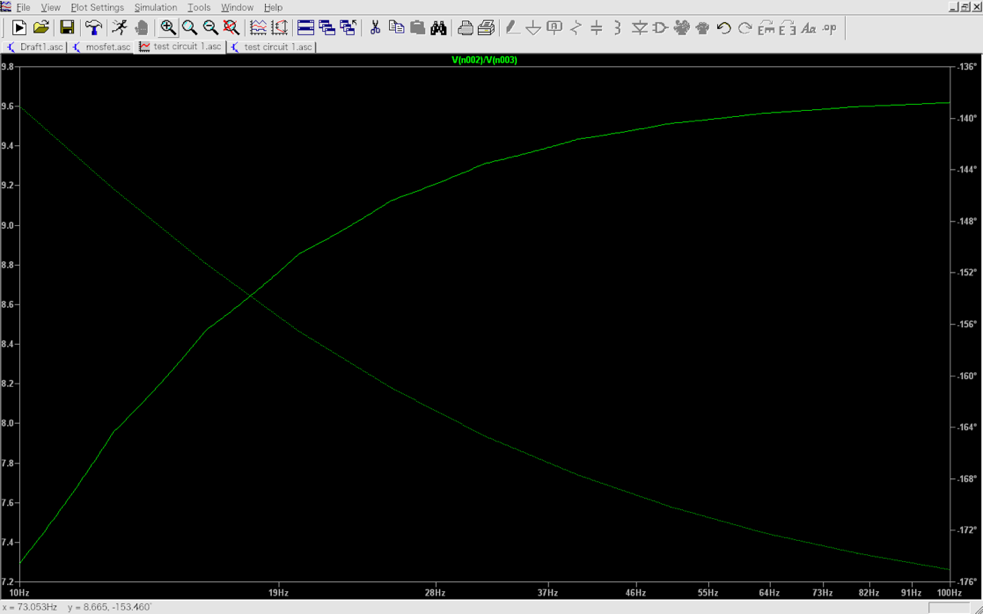 File View Plot Settings Simulation Tools Window Help
Draft1.asc mosfet.asc test circuit 1.asc test circuit 1.asc
V(n002)/V(n003)
9.8 -136°
9.6 -140°
9.4 -144°
9.2 -148°
9.0 -152°
8.8 -156°
8.6 -160°
8.4 -164°
8.2 -168°
8.0 -172°
7.8 -176°
7.6
7.4
7.2
10Hz 19Hz 28Hz 37Hz 46Hz 55Hz 64Hz 73Hz 82Hz 91Hz 100Hz
x = 73.053Hz y = 8.665, -153.460°